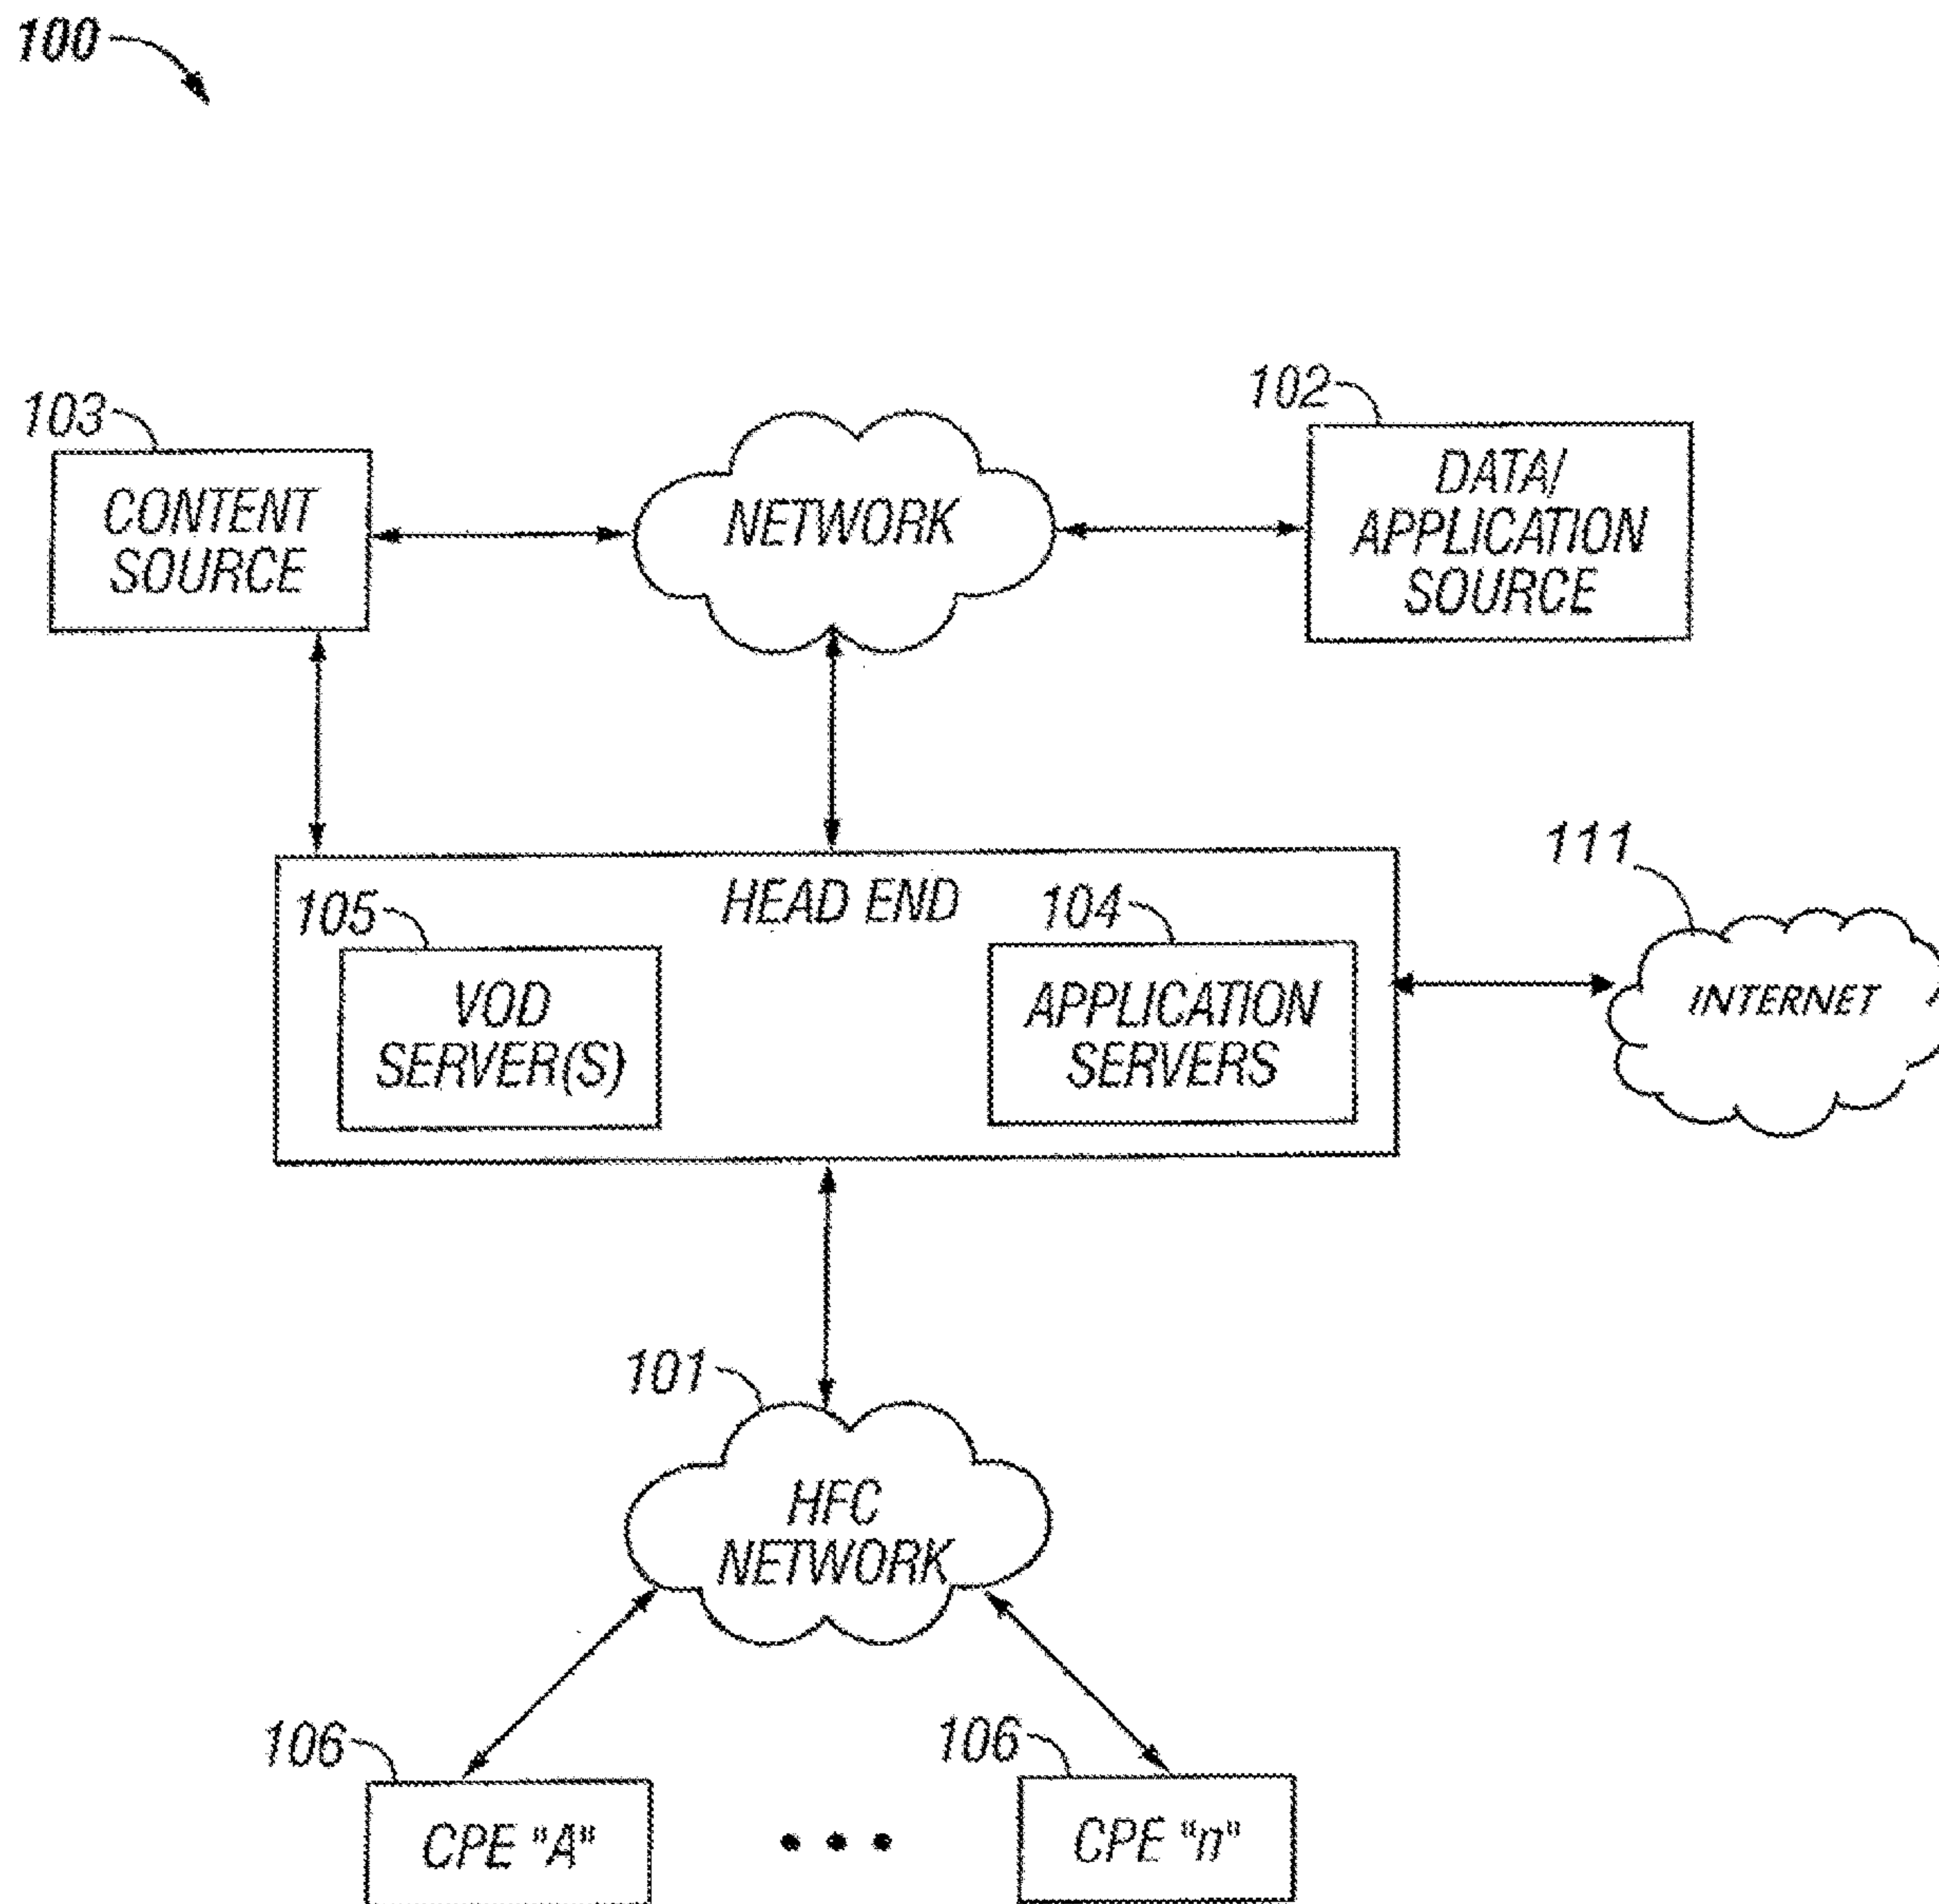 100
103
CONTENT
SOURCE
NETWORK
102
DATA/
APPLICATION
SOURCE
HEAD END
105
VOD
SERVER(S)
104
APPLICATION
SERVERS
111
INTERNET
101
HFC
NETWORK
106
CPE "A"
• • •
106
CPE "n"